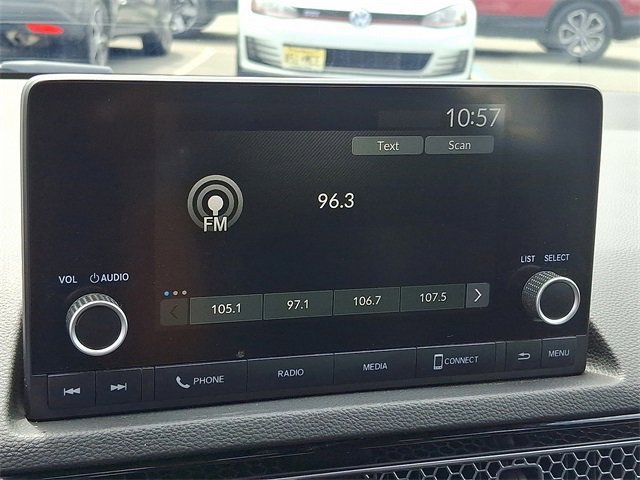 10:57
Text Scan
FM 96.3
LIST SELECT
VOL AUDIO
105.1 97.1 106.7 107.5
PHONE RADIO MEDIA CONNECT MENU